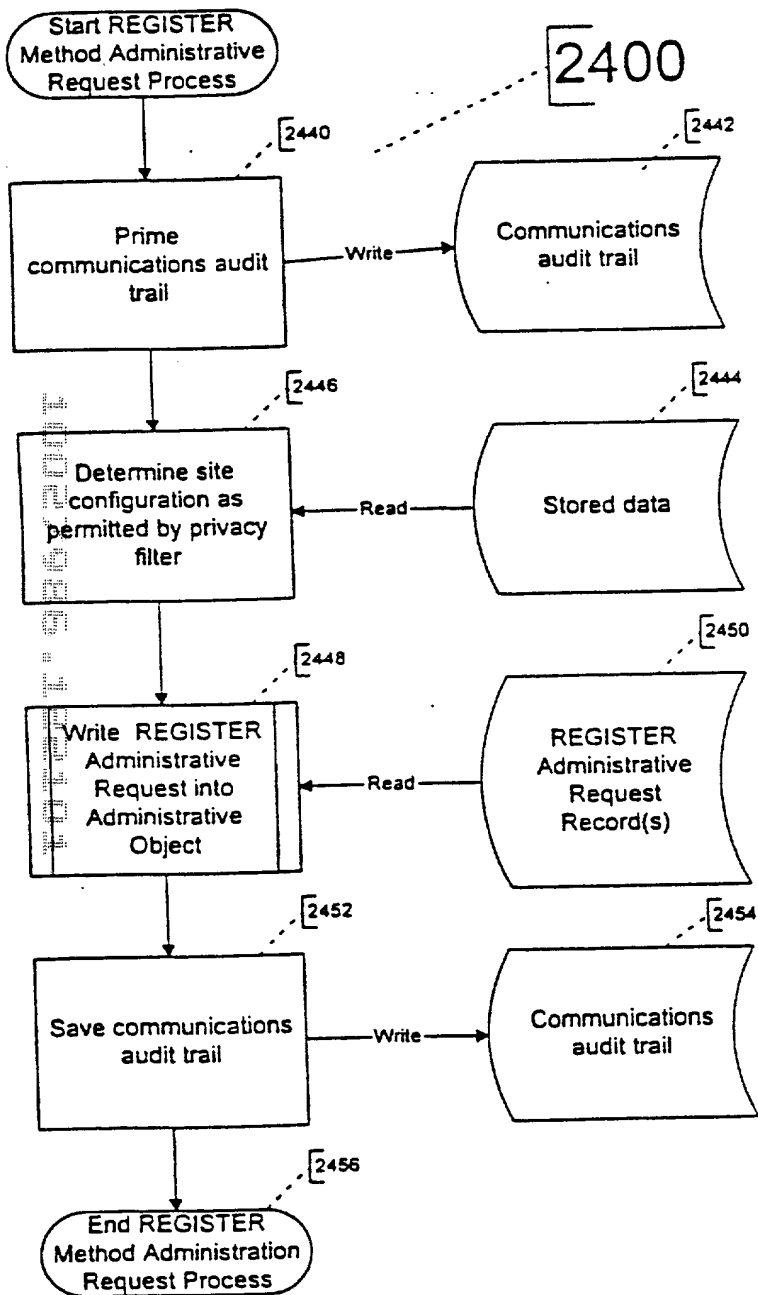 Start REGISTER
Method Administrative
Request Process
2400
2440
2442
Prime
communications audit
trail
Write
Communications
audit trail
2446
2444
Determine site
configuration as
permitted by privacy
filter
Read
Stored data
2448
2450
Write REGISTER
Administrative
Request into
Administrative
Object
Read
REGISTER
Administrative
Request
Record(s)
2452
2454
Save communications
audit trail
Write
Communications
audit trail
2456
End REGISTER
Method Administration
Request Process